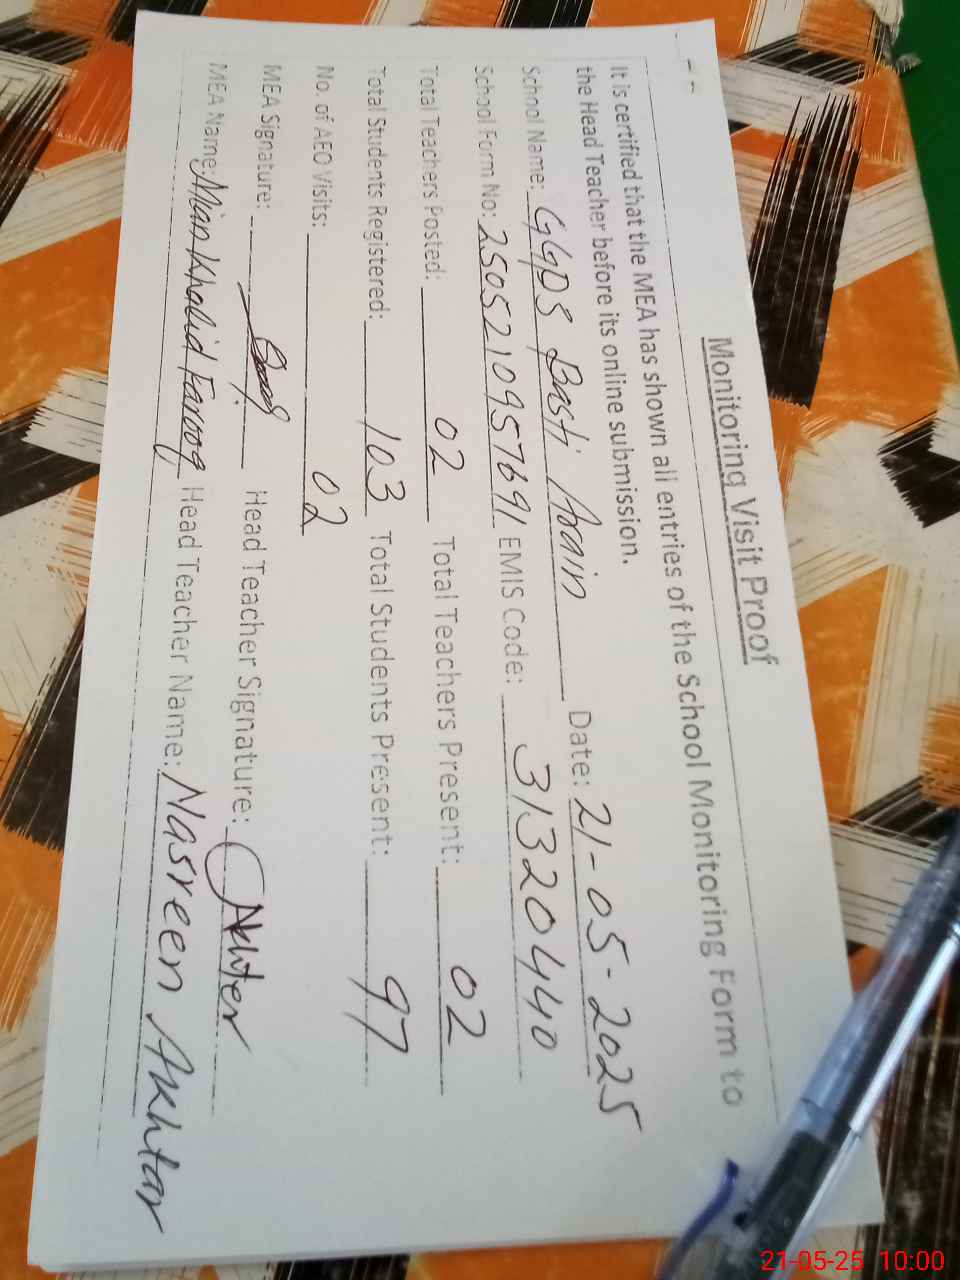 Monitoring Visit Proof
It is certified that the MEA has shown all entries of the School Monitoring Form to
the Head Teacher before its online submission.
School Name: GGPS Basti Arain Date: 21-05-2025
School Form No: 250521095769 EMIS Code: 31320440
Total Teachers Posted: 02 Total Teachers Present: 02
Total Students Registered: 103 Total Students Present: 97
No. of AEO Visits: 02
MEA Signature: Head Teacher Signature: Akhter
MEA Name: Mian Khalid Farooq Head Teacher Name: Nasreen Akhtar
21-05-25 10:00